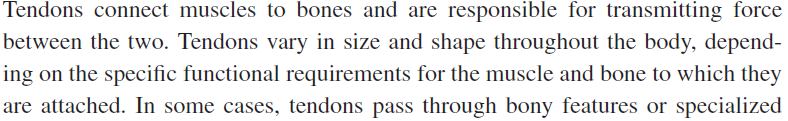 Tendons connect muscles to bones and are responsible for transmitting force
between the two. Tendons vary in size and shape throughout the body, depend-
ing on the specific functional requirements for the muscle and bone to which they
are attached. In some cases, tendons pass through bony features or specialized